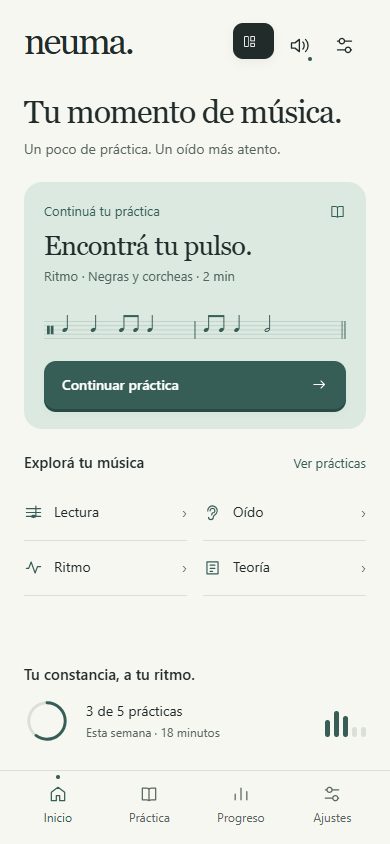 neuma.
Tu momento de música.
Un poco de práctica. Un oído más atento.
Continuá tu práctica
Encontrá tu pulso.
Ritmo · Negras y corcheas · 2 min
Continuar práctica
Explorá tu música
Ver prácticas
Lectura
Oído
Ritmo
Teoría
Tu constancia, a tu ritmo.
3 de 5 prácticas
Esta semana · 18 minutos
Inicio
Práctica
Progreso
Ajustes